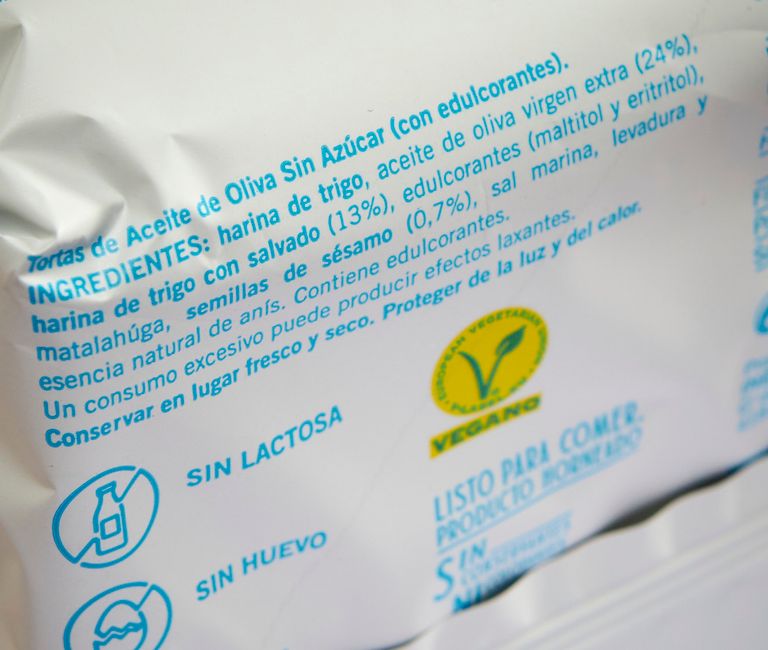 Tortas de Aceite de Oliva Sin Azúcar (con edulcorantes).
INGREDIENTES: harina de trigo, aceite de oliva virgen extra (24%),
harina de trigo con salvado (13%), edulcorantes (maltitol y eritritol),
matalahúga, semillas de sésamo (0,7%), sal marina, levadura y
esencia natural de anís. Contiene edulcorantes.
Un consumo excesivo puede producir efectos laxantes.
Conservar en lugar fresco y seco. Proteger de la luz y del calor.
EUROPEAN VEGETARIAN
VEGANO
SIN LACTOSA
LISTO PARA COMER.
PRODUCTO HORNEADO
SIN
SIN HUEVO